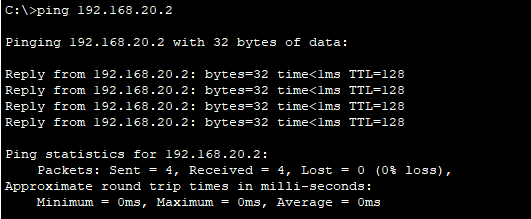 C:\>ping 192.168.20.2
Pinging 192.168.20.2 with 32 bytes of data:
Reply from 192.168.20.2: bytes=32 time<1ms TTL=128
Reply from 192.168.20.2: bytes=32 time<1ms TTL=128
Reply from 192.168.20.2: bytes=32 time<1ms TTL=128
Reply from 192.168.20.2: bytes=32 time<1ms TTL=128
Ping statistics for 192.168.20.2:
Packets: Sent = 4, Received = 4, Lost = 0 (0% loss),
Approximate round trip times in milli-seconds:
Minimum = 0ms, Maximum = 0ms, Average = 0ms